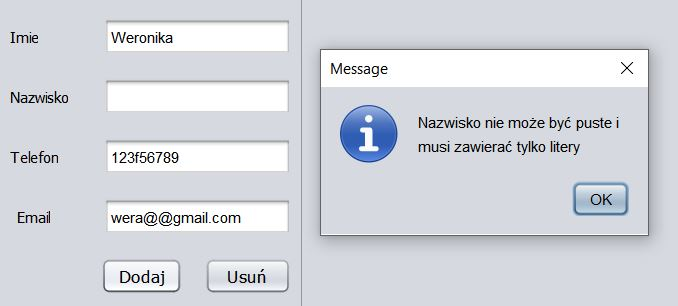 Imie
Weronika
Nazwisko
Telefon
123f56789
Email
wera@@gmail.com
Dodaj
Usuń
Message
Nazwisko nie może być puste i
musi zawierać tylko litery
OK